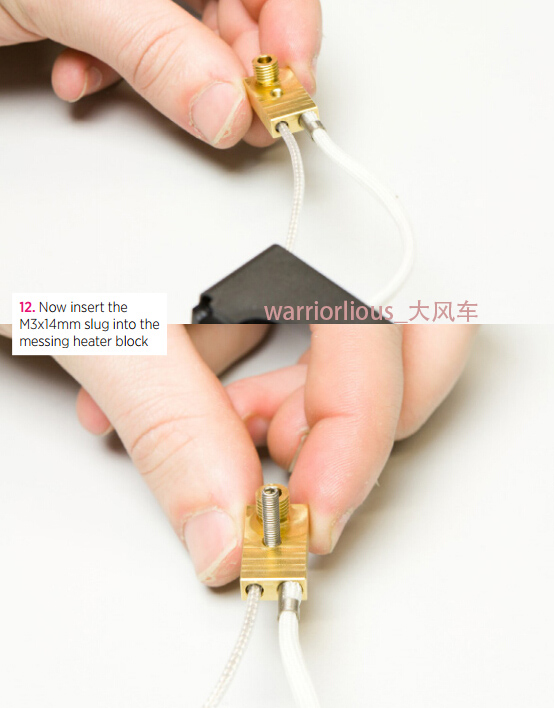 warriorlious_大风车
12. Now insert the
M3x14mm slug into the
messing heater block